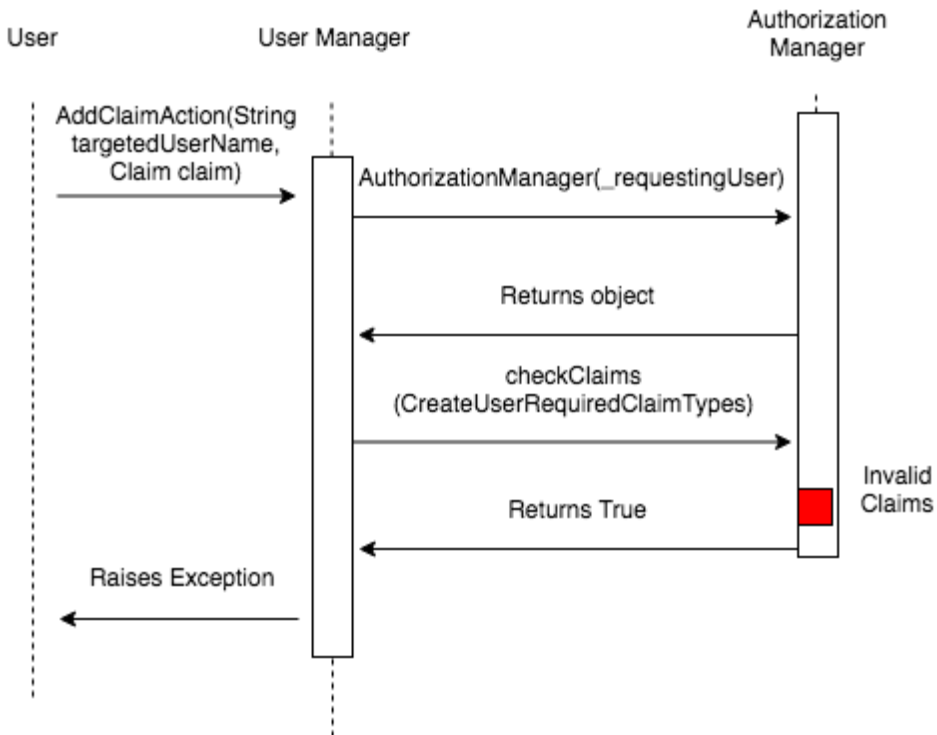 User
User Manager
Authorization
Manager
AddClaimAction(String
targetedUserName,
Claim claim)
AuthorizationManager(_requestingUser)
Returns object
checkClaims
(CreateUserRequiredClaimTypes)
Invalid
Claims
Returns True
Raises Exception